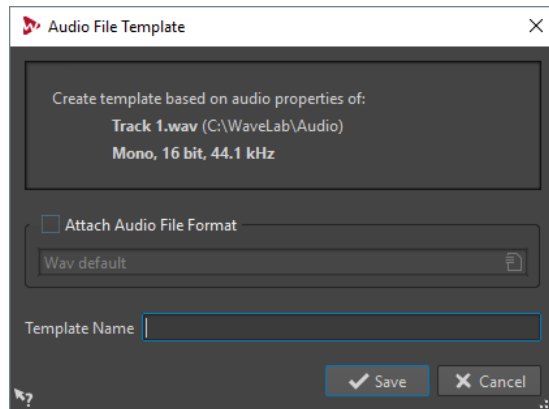 Audio File Template
Create template based on audio properties of:
Track 1.wav (C:\WaveLab\Audio)
Mono, 16 bit, 44.1 kHz
Attach Audio File Format
Wav default
Template Name
Save Cancel